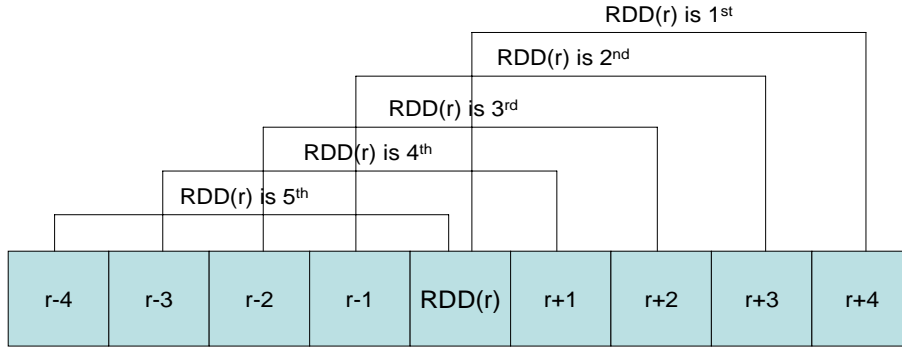 RDD(r) is 1st
RDD(r) is 2nd
RDD(r) is 3rd
RDD(r) is 4th
RDD(r) is 5th
r-4 r-3 r-2 r-1 RDD(r) r+1 r+2 r+3 r+4